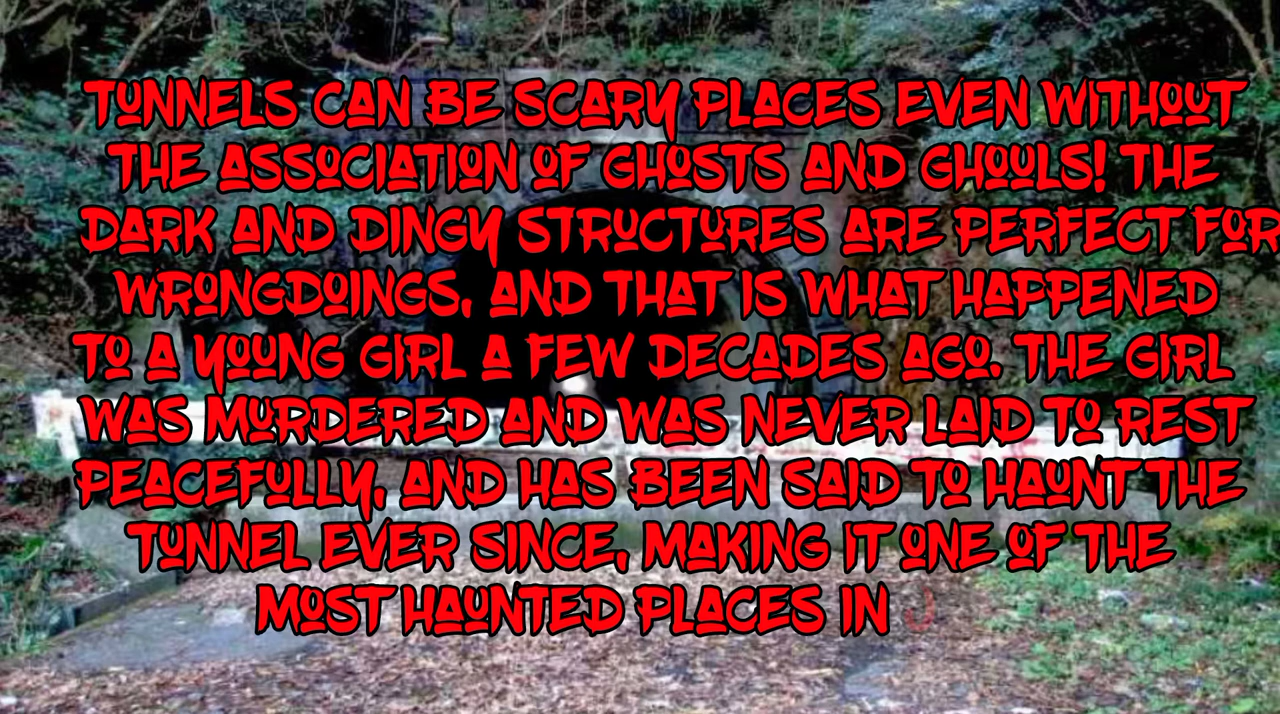 TUNNELS CAN BE SCARY PLACES EVEN WITHOUT
THE ASSOCIATION OF GHOSTS AND GHOULS! THE
DARK AND DINGY STRUCTURES ARE PERFECT FOR
WRONGDOINGS, AND THAT IS WHAT HAPPENED
TO A YOUNG GIRL A FEW DECADES AGO. THE GIRL
WAS MURDERED AND WAS NEVER LAID TO REST
PEACEFULLY, AND HAS BEEN SAID TO HAUNT THE
TUNNEL EVER SINCE, MAKING IT ONE OF THE
MOST HAUNTED PLACES IN J